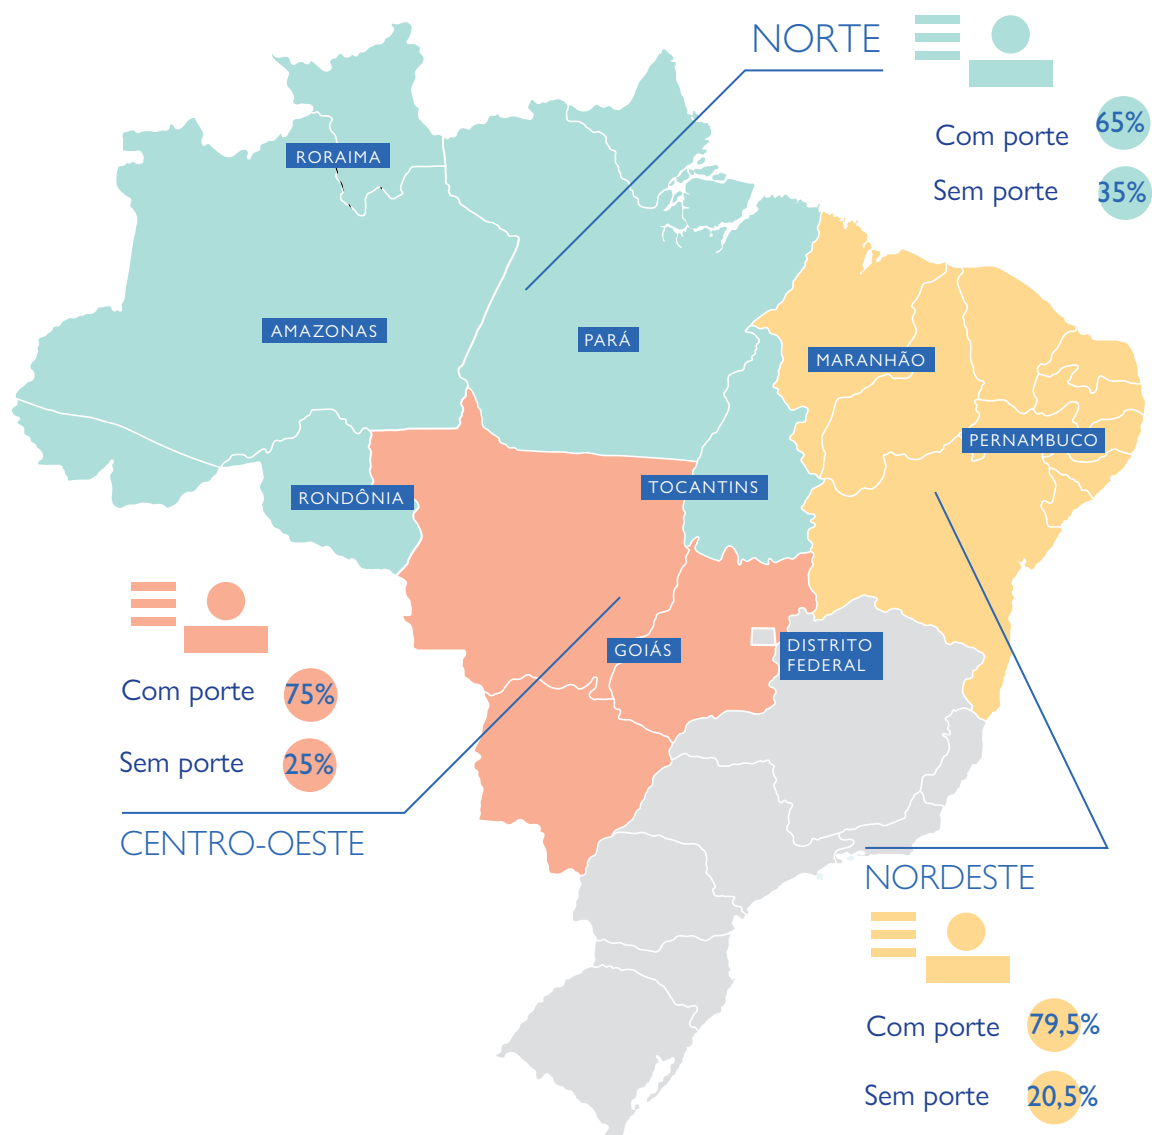 NORTE
Com porte 65%
Sem porte 35%
RORAIMA
AMAZONAS
PARÁ
MARANHÃO
PERNAMBUCO
TOCANTINS
RONDÔNIA
GOIÁS
DISTRITO
FEDERAL
Com porte 75%
Sem porte 25%
CENTRO-OESTE
NORDESTE
Com porte 79,5%
Sem porte 20,5%